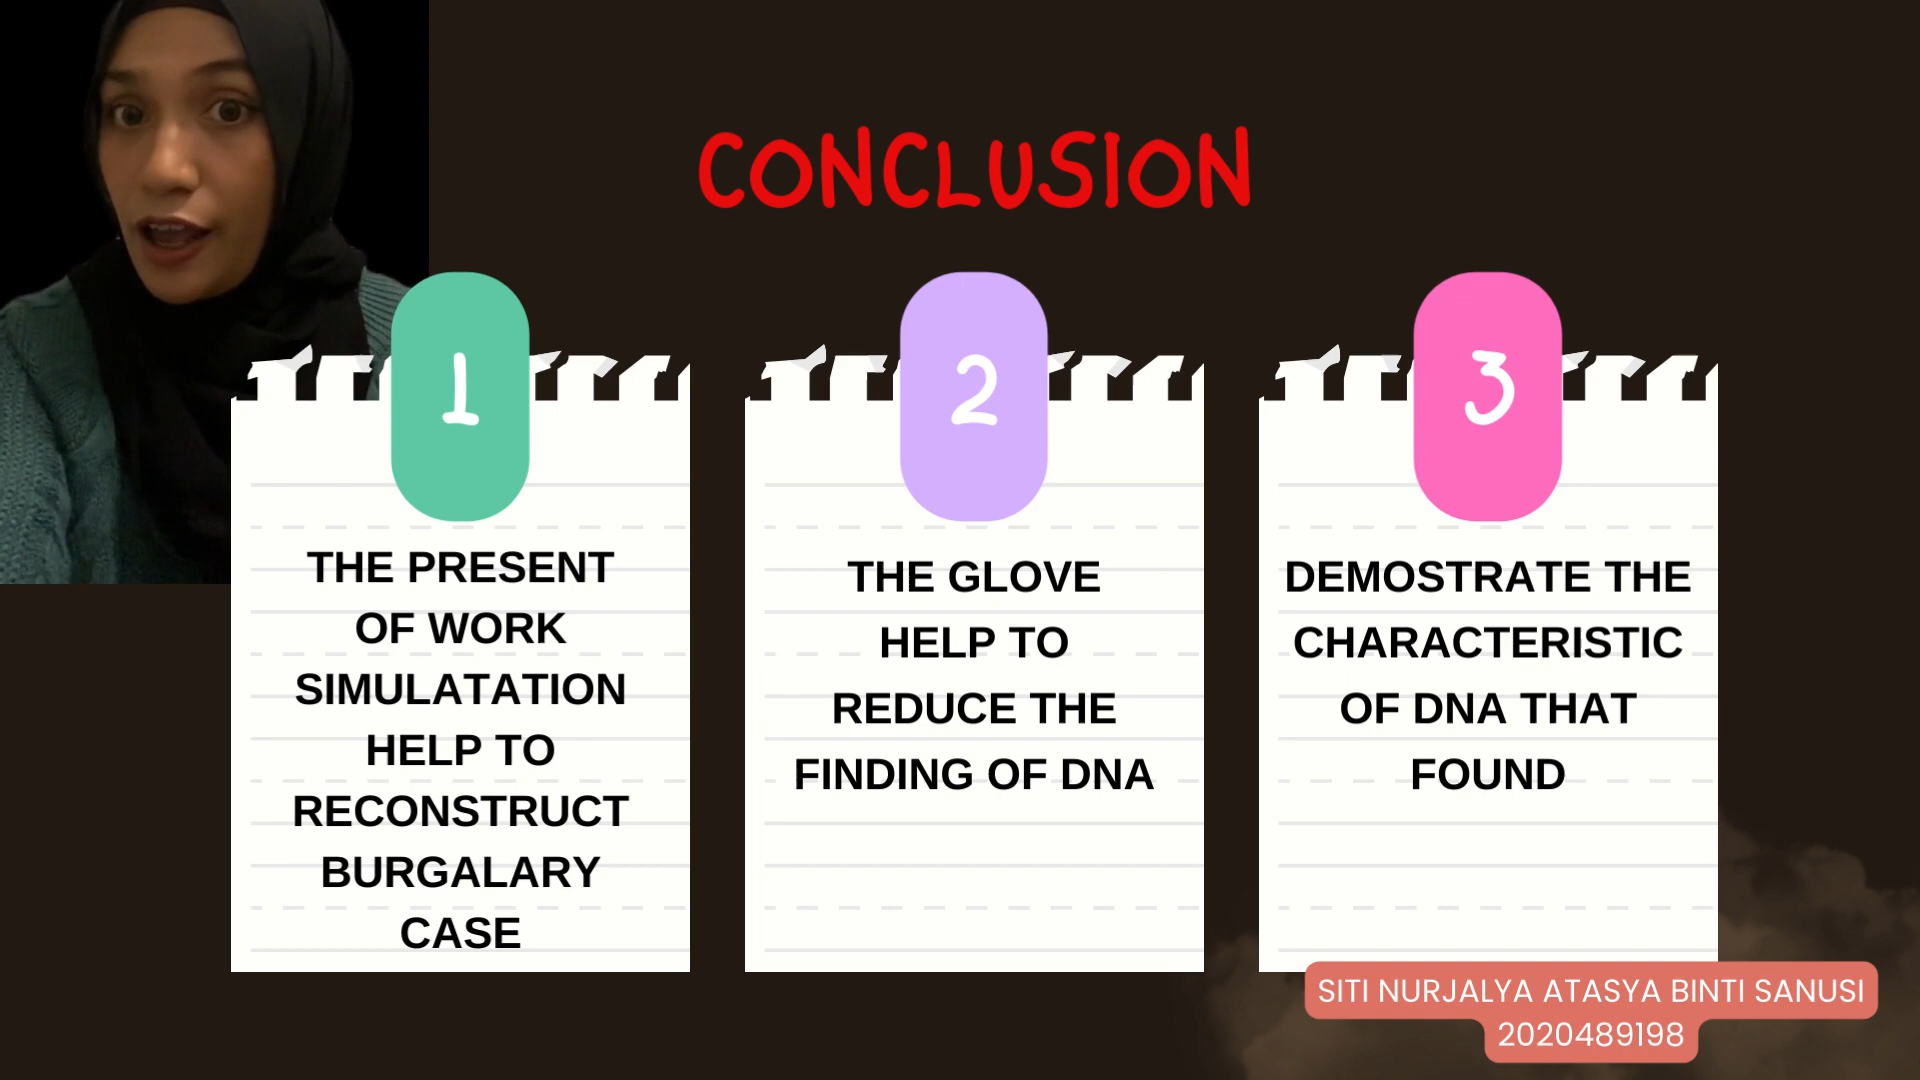 CONCLUSION
1
THE PRESENT
OF WORK
SIMULATATION
HELP TO
RECONSTRUCT
BURGALARY
CASE
2
THE GLOVE
HELP TO
REDUCE THE
FINDING OF DNA
3
DEMOSTRATE THE
CHARACTERISTIC
OF DNA THAT
FOUND
SITI NURJALYA ATASYA BINTI SANUSI
2020489198